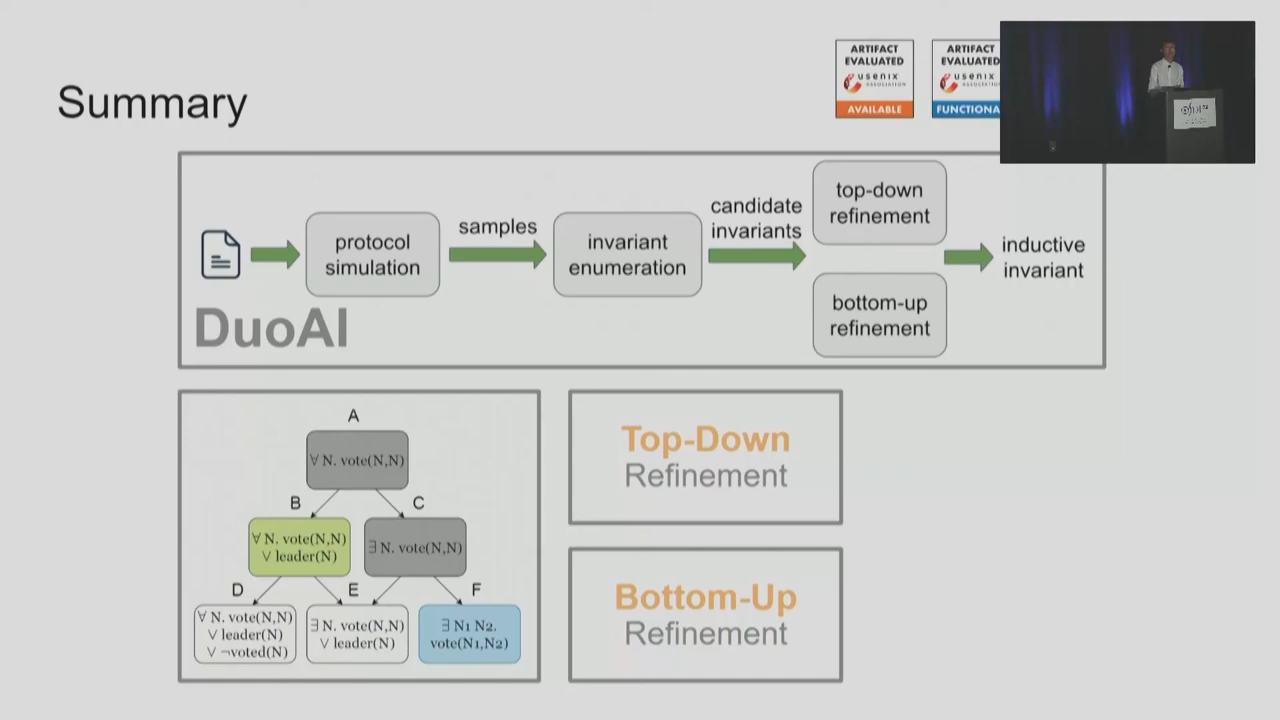 Summary
ARTIFACT
EVALUATED
usenix
ASSOCIATION
AVAILABLE
ARTIFACT
EVALUATED
usenix
FUNCTIONA
protocol
simulation
samples
invariant
enumeration
candidate
invariants
top-down
refinement
bottom-up
refinement
inductive
invariant
DuoAI
A
∀ N. vote(N,N)
B
C
∀ N. vote(N,N)
∨ leader(N)
∃ N. vote(N,N)
D
E
F
∀ N. vote(N,N)
∨ leader(N)
∨ ¬voted(N)
∃ N. vote(N,N)
∨ leader(N)
∃ N1 N2.
vote(N1,N2)
Top-Down
Refinement
Bottom-Up
Refinement